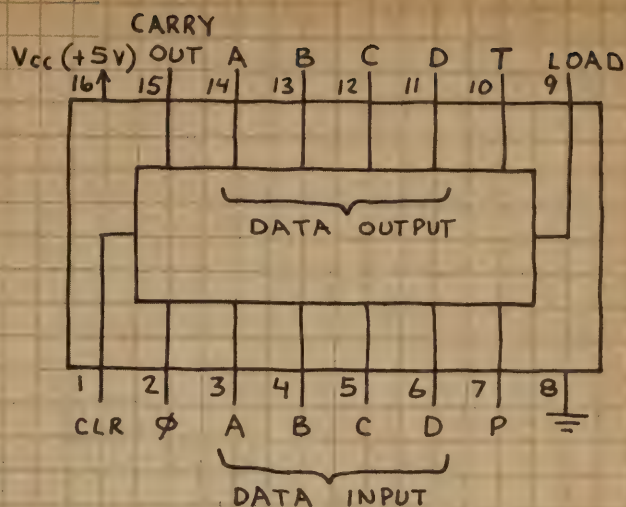 CARRY
Vcc (+5V) OUT A B C D T LOAD
16 15 14 13 12 11 10 9
DATA OUTPUT
1 2 3 4 5 6 7 8
CLR Ø A B C D P
DATA INPUT